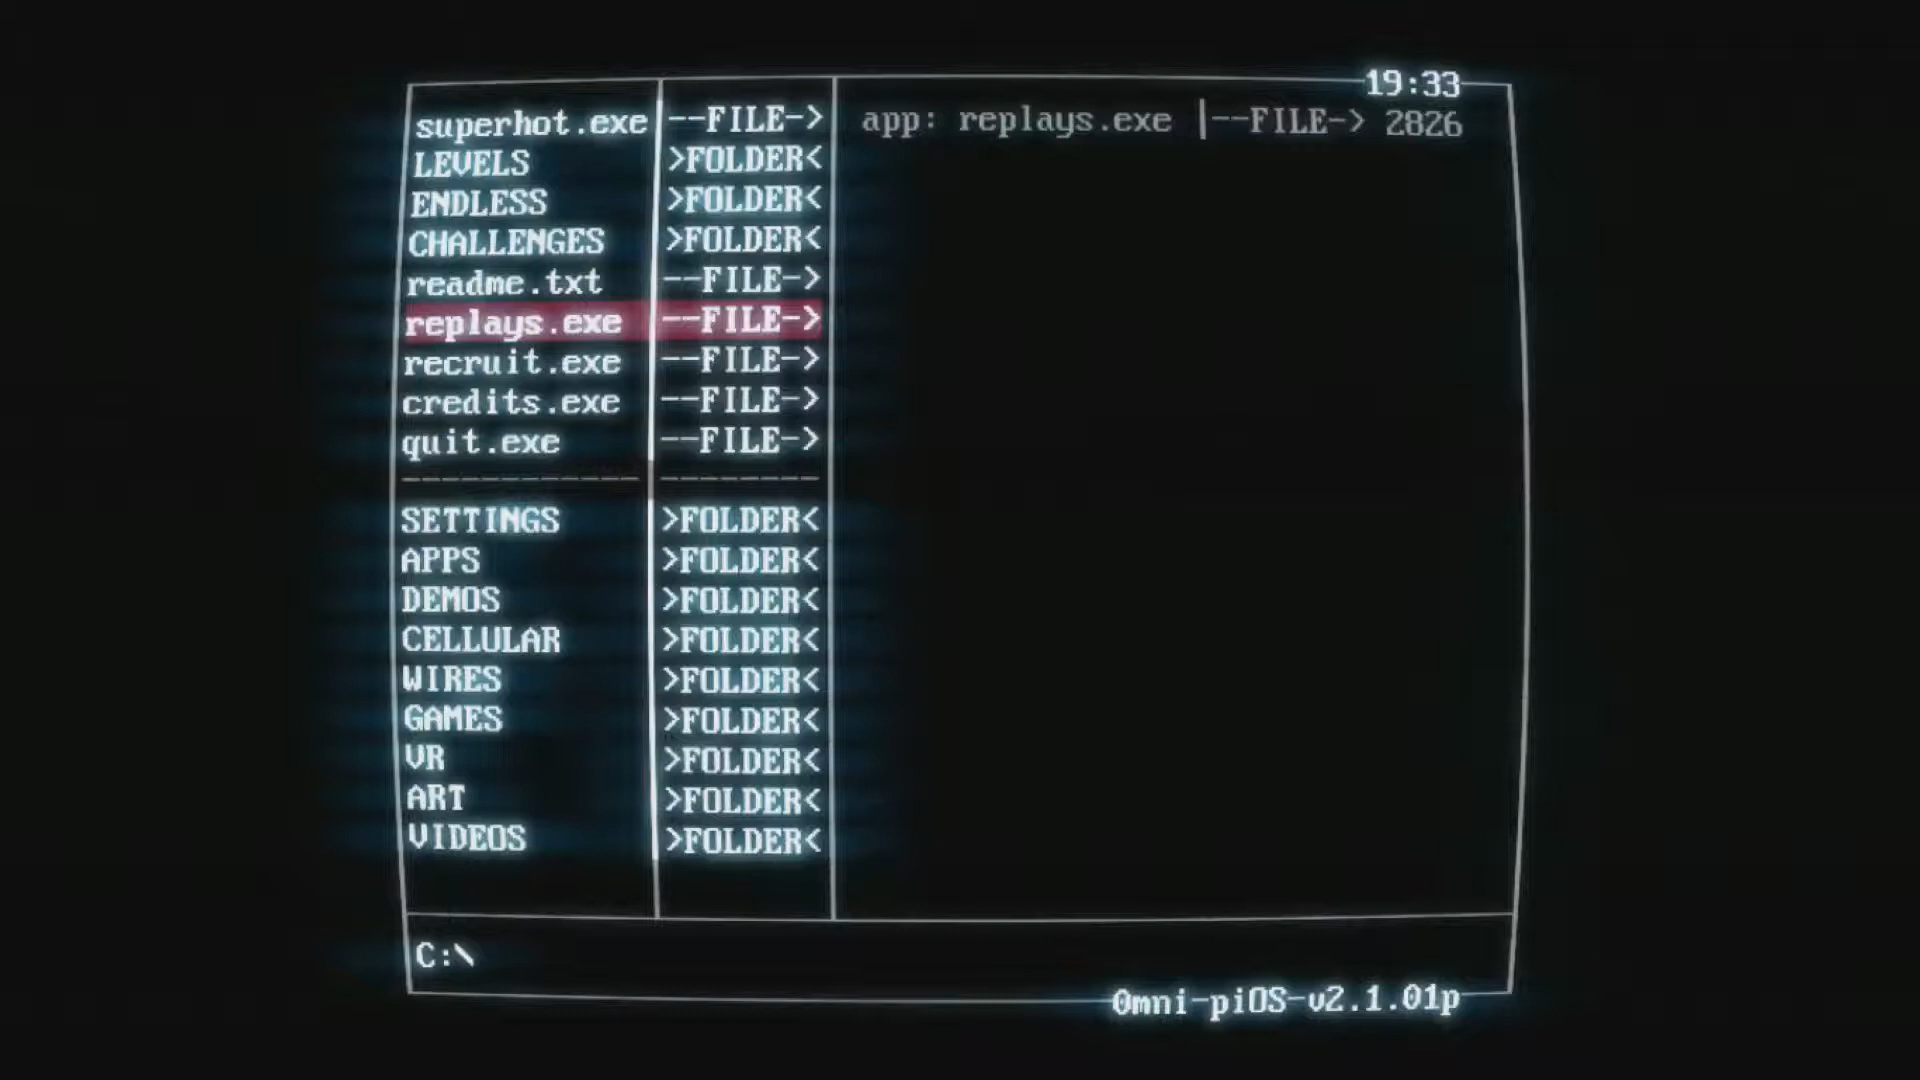 19:33
superhot.exe --FILE-> app: replays.exe |--FILE-> 2826
LEVELS >FOLDER<
ENDLESS >FOLDER<
CHALLENGES >FOLDER<
readme.txt --FILE->
replays.exe --FILE->
recruit.exe --FILE->
credits.exe --FILE->
quit.exe --FILE->
SETTINGS >FOLDER<
APPS >FOLDER<
DEMOS >FOLDER<
CELLULAR >FOLDER<
WIRES >FOLDER<
GAMES >FOLDER<
VR >FOLDER<
ART >FOLDER<
VIDEOS >FOLDER<
C:\
0mni-piOS-v2.1.01p